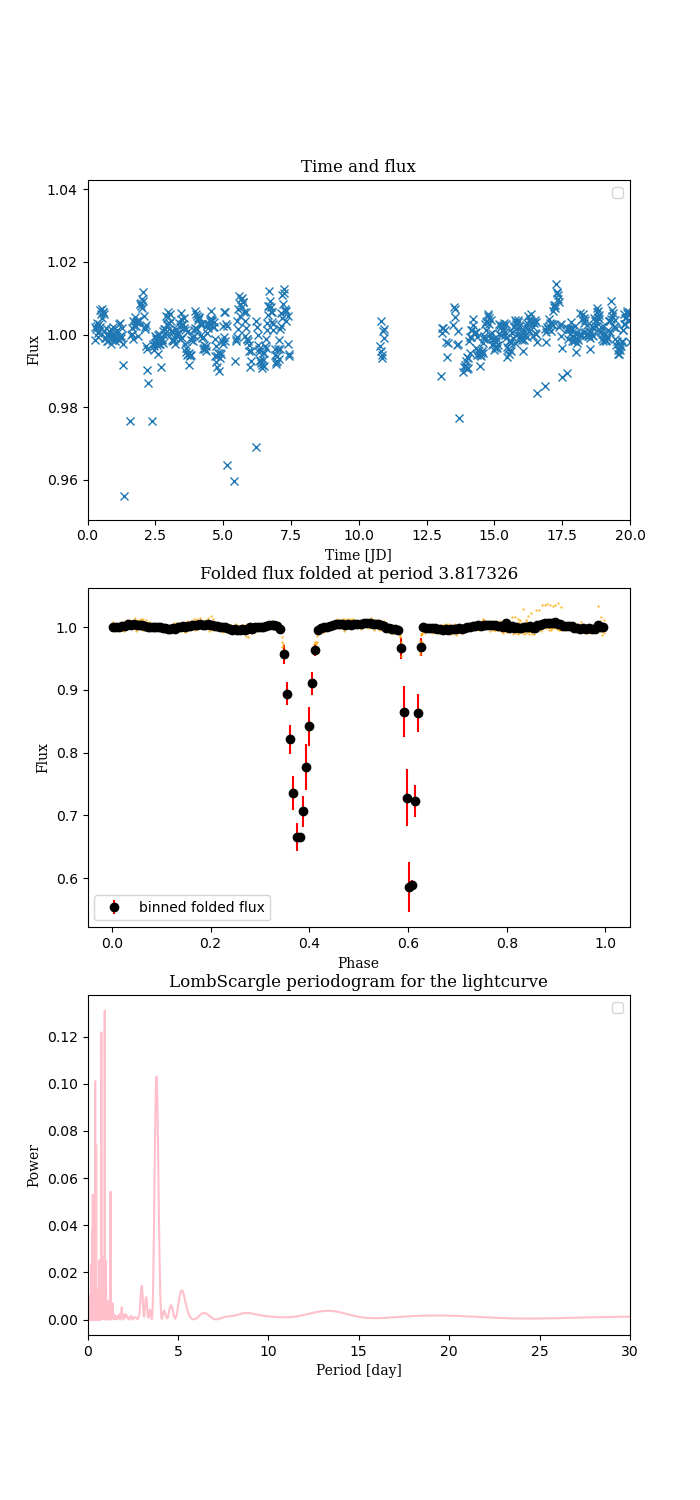 Time and flux
1.04
1.02
1.00
0.98
0.96
Flux
0.0 2.5 5.0 7.5 10.0 12.5 15.0 17.5 20.0
Time [JD]
Folded flux folded at period 3.817326
1.0
0.9
0.8
0.7
0.6
Flux
binned folded flux
0.0 0.2 0.4 0.6 0.8 1.0
Phase
LombScargle periodogram for the lightcurve
0.12
0.10
0.08
0.06
0.04
0.02
0.00
Power
0 5 10 15 20 25 30
Period [day]